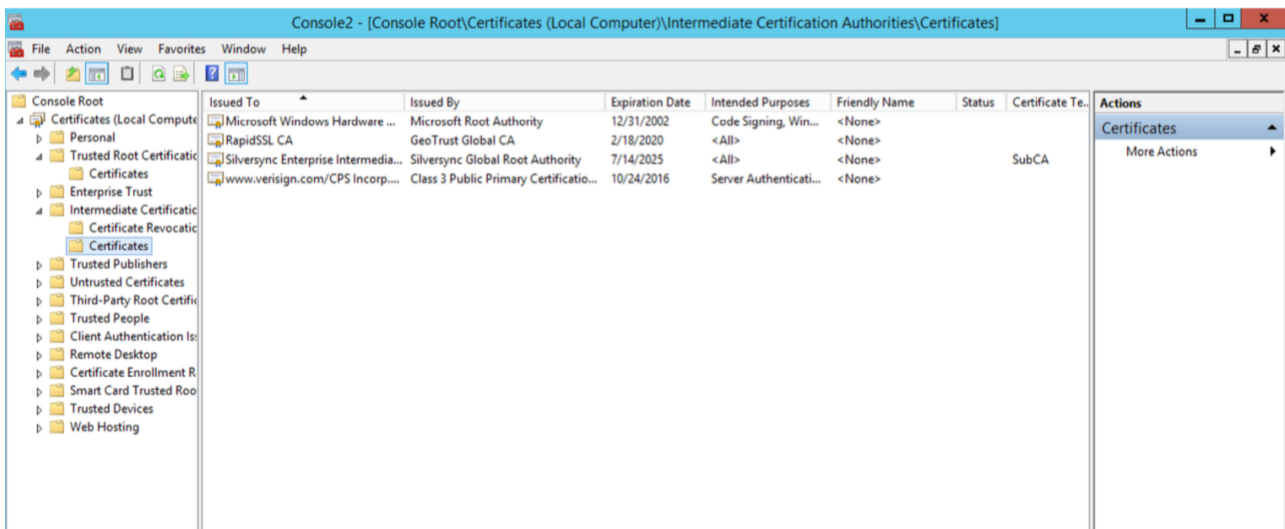 Console2 - [Console Root\Certificates (Local Computer)\Intermediate Certification Authorities\Certificates]
File Action View Favorites Window Help
Console Root
Certificates (Local Compute
Personal
Trusted Root Certificatic
Certificates
Enterprise Trust
Intermediate Certificatic
Certificate Revocatic
Certificates
Trusted Publishers
Untrusted Certificates
Third-Party Root Certific
Trusted People
Client Authentication Is
Remote Desktop
Certificate Enrollment R
Smart Card Trusted Roo
Trusted Devices
Web Hosting
Issued To Issued By Expiration Date Intended Purposes Friendly Name Status Certificate Te..
Microsoft Windows Hardware ... Microsoft Root Authority 12/31/2002 Code Signing, Win... <None>
RapidSSL CA GeoTrust Global CA 2/18/2020 <All> <None>
Silversync Enterprise Intermedia... Silversync Global Root Authority 7/14/2025 <All> <None> SubCA
www.verisign.com/CPS Incorp.... Class 3 Public Primary Certificatio... 10/24/2016 Server Authenticati... <None>
Actions
Certificates
More Actions